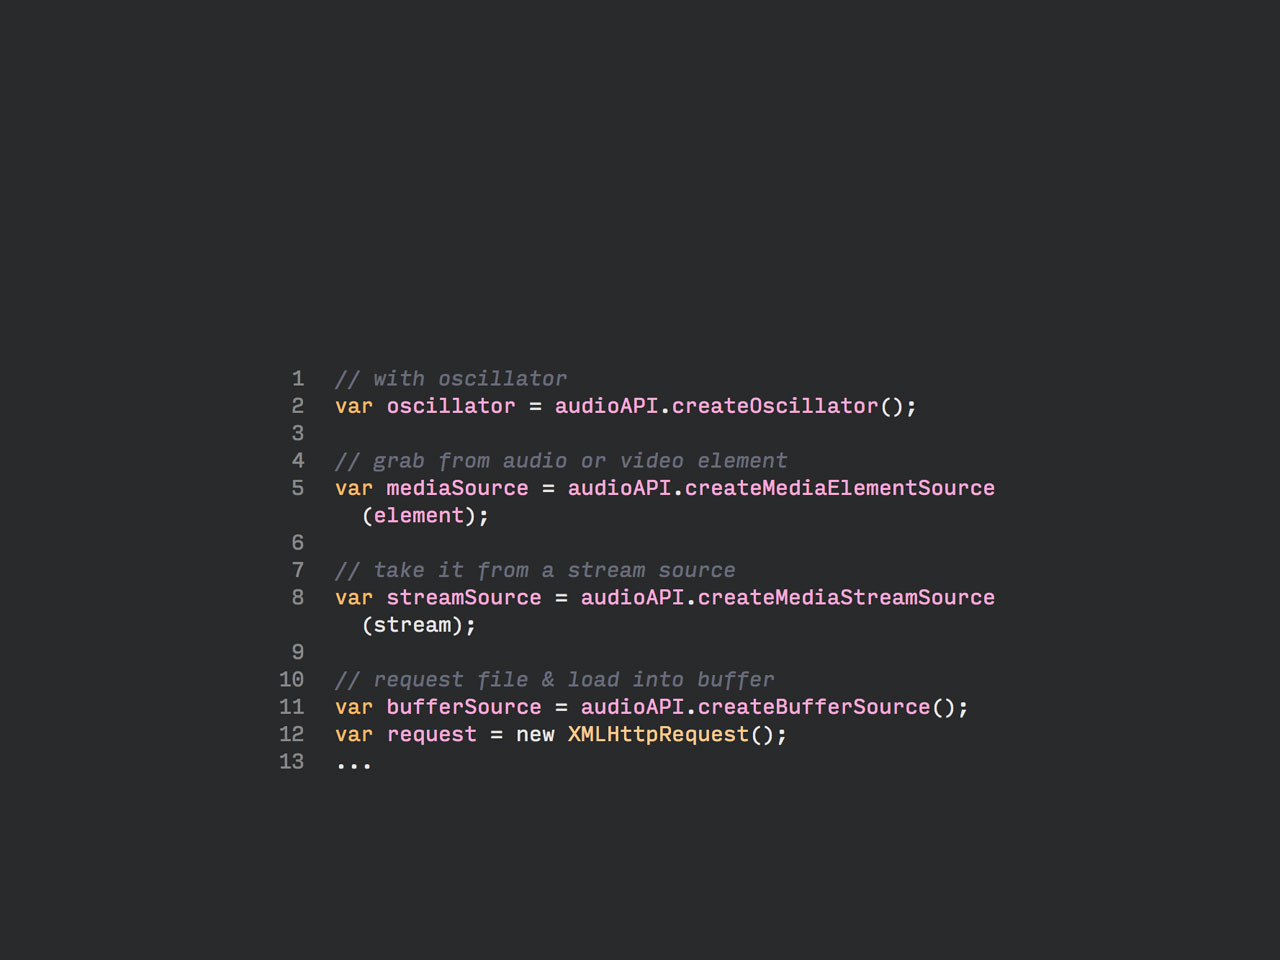 1 // with oscillator
2 var oscillator = audioAPI.createOscillator();
3
4 // grab from audio or video element
5 var mediaSource = audioAPI.createMediaElementSource
(element);
6
7 // take it from a stream source
8 var streamSource = audioAPI.createMediaStreamSource
(stream);
9
10 // request file & load into buffer
11 var bufferSource = audioAPI.createBufferSource();
12 var request = new XMLHttpRequest();
13 ...